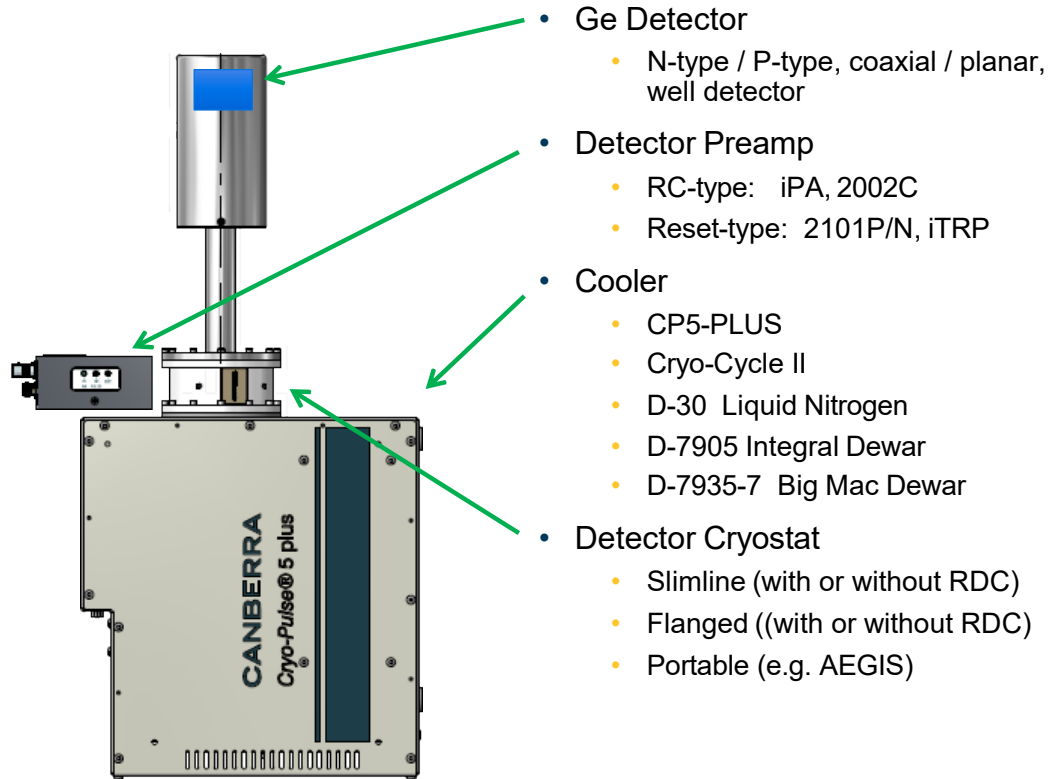 • Ge Detector
• N-type / P-type, coaxial / planar,
well detector
• Detector Preamp
• RC-type: iPA, 2002C
• Reset-type: 2101P/N, iTRP
• Cooler
• CP5-PLUS
• Cryo-Cycle II
• D-30 Liquid Nitrogen
• D-7905 Integral Dewar
• D-7935-7 Big Mac Dewar
• Detector Cryostat
• Slimline (with or without RDC)
• Flanged ((with or without RDC)
• Portable (e.g. AEGIS)
CANBERRA
Cryo-Pulse® 5 plus